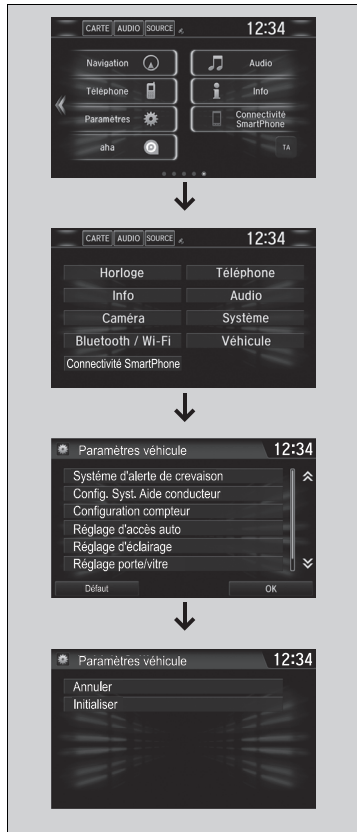 CARTE AUDIO SOURCE 12:34
Navigation Audio
Téléphone Info
Paramètres Connectivité
SmartPhone
aha TA
CARTE AUDIO SOURCE 12:34
Horloge Téléphone
Info Audio
Caméra Système
Bluetooth / Wi-Fi Véhicule
Connectivité SmartPhone
Paramètres véhicule 12:34
Systéme d'alerte de crevaison
Config. Syst. Aide conducteur
Configuration compteur
Réglage d'accès auto
Réglage d'éclairage
Réglage porte/vitre
Défaut OK
Paramètres véhicule 12:34
Annuler
Initialiser